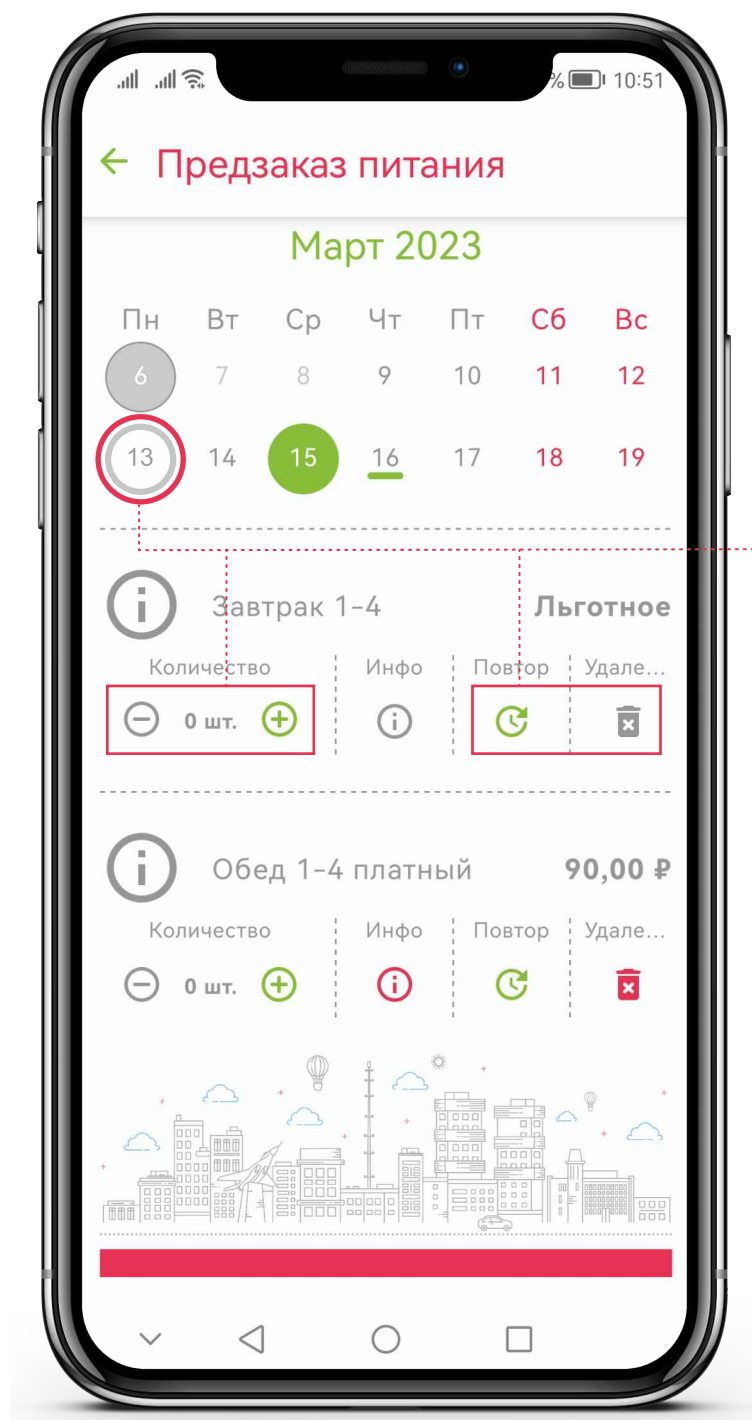 % 10:51
Предзаказ питания
Март 2023
Пн Вт Ср Чт Пт Сб Вс
6 7 8 9 10 11 12
13 14 15 16 17 18 19
Завтрак 1-4 Льготное
Количество Инфо Повтор Удале...
0 шт.
Обед 1-4 платный 90,00 ₽
Количество Инфо Повтор Удале...
0 шт.